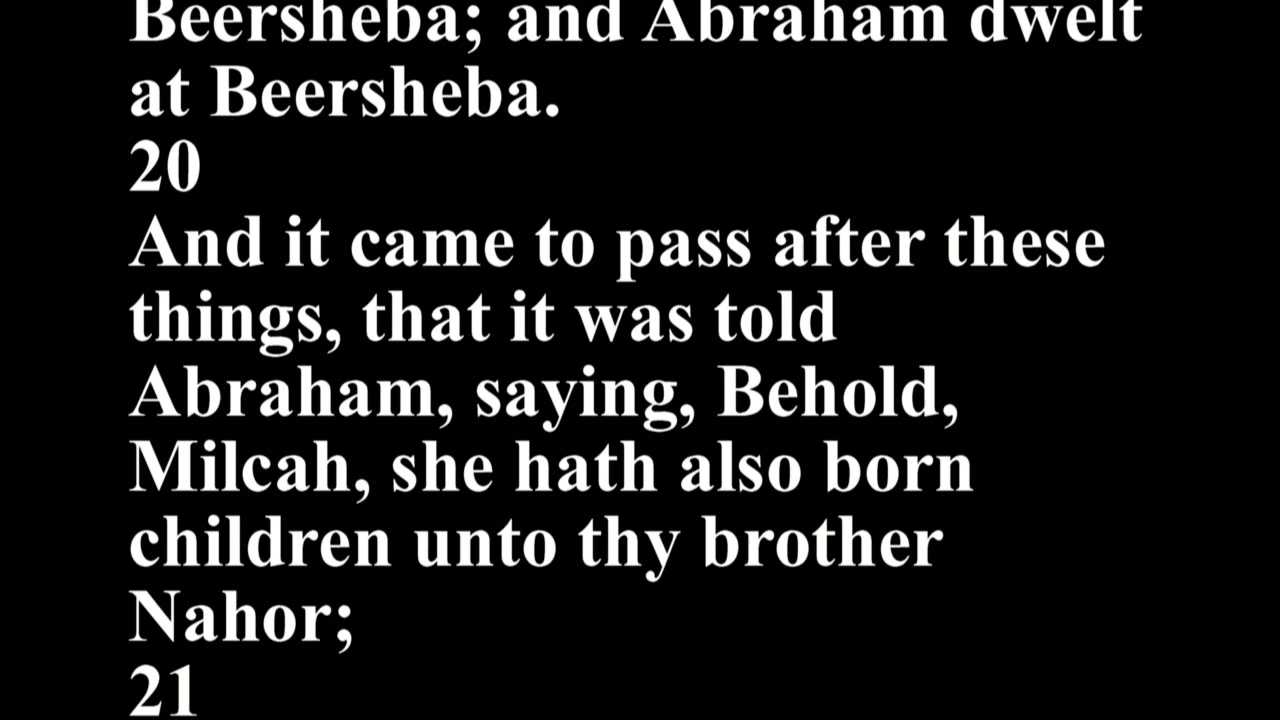 Beersheba; and Abraham dwelt
at Beersheba.
20
And it came to pass after these
things, that it was told
Abraham, saying, Behold,
Milcah, she hath also born
children unto thy brother
Nahor;
21